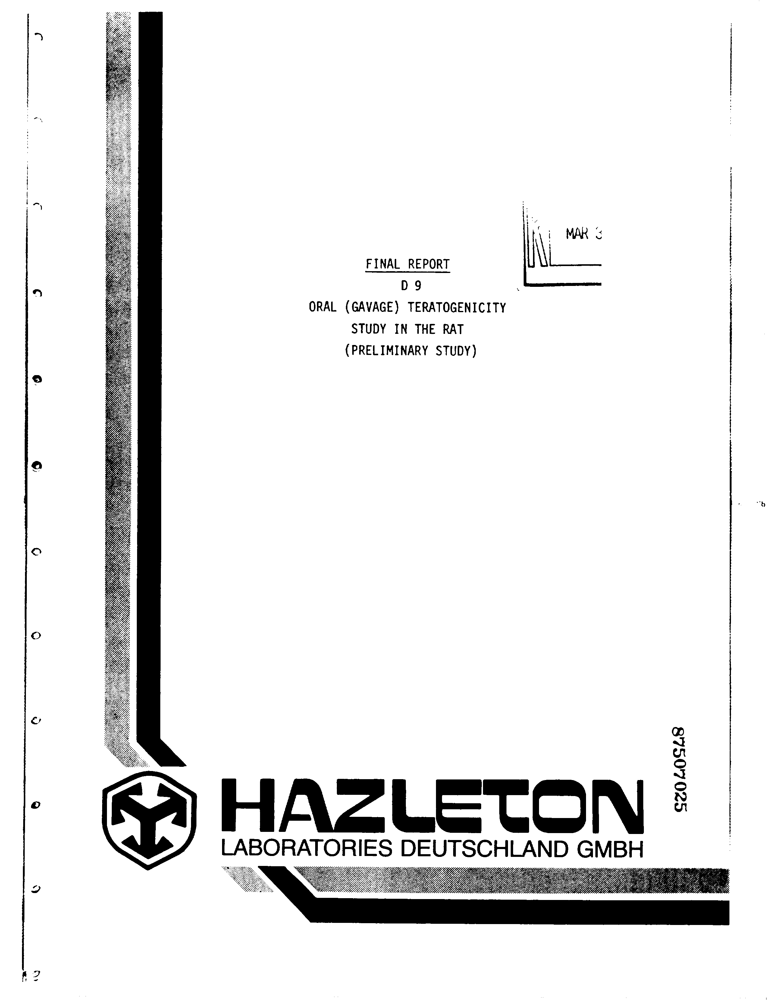 MAR 3
FINAL REPORT
D 9
ORAL (GAVAGE) TERATOGENICITY
STUDY IN THE RAT
(PRELIMINARY STUDY)
87507025
HAZLETON
LABORATORIES DEUTSCHLAND GMBH